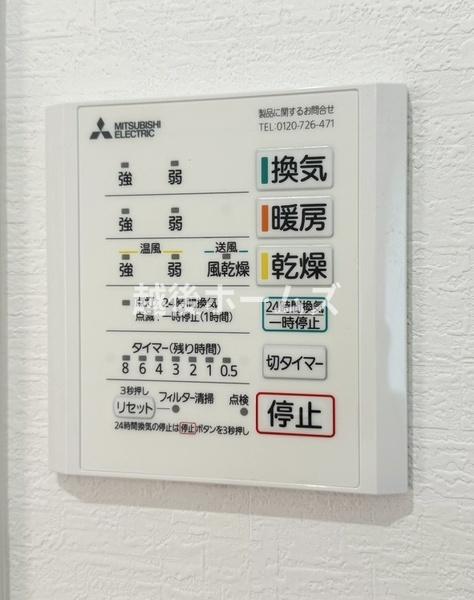 MITSUBISHI
ELECTRIC
製品に関するお問合せ
TEL:0120-726-471
強 弱 換気
強 弱 暖房
温風 送風
強 弱 風乾燥 乾燥
点灯:24時間換気
点滅:一時停止(1時間)
24時間換気
一時停止
越後ホームズ
タイマー(残り時間)
8 6 4 3 2 1 0.5
切タイマー
3秒押し
リセット フィルター清掃 点検
停止
24時間換気の停止は停止ボタンを3秒押し